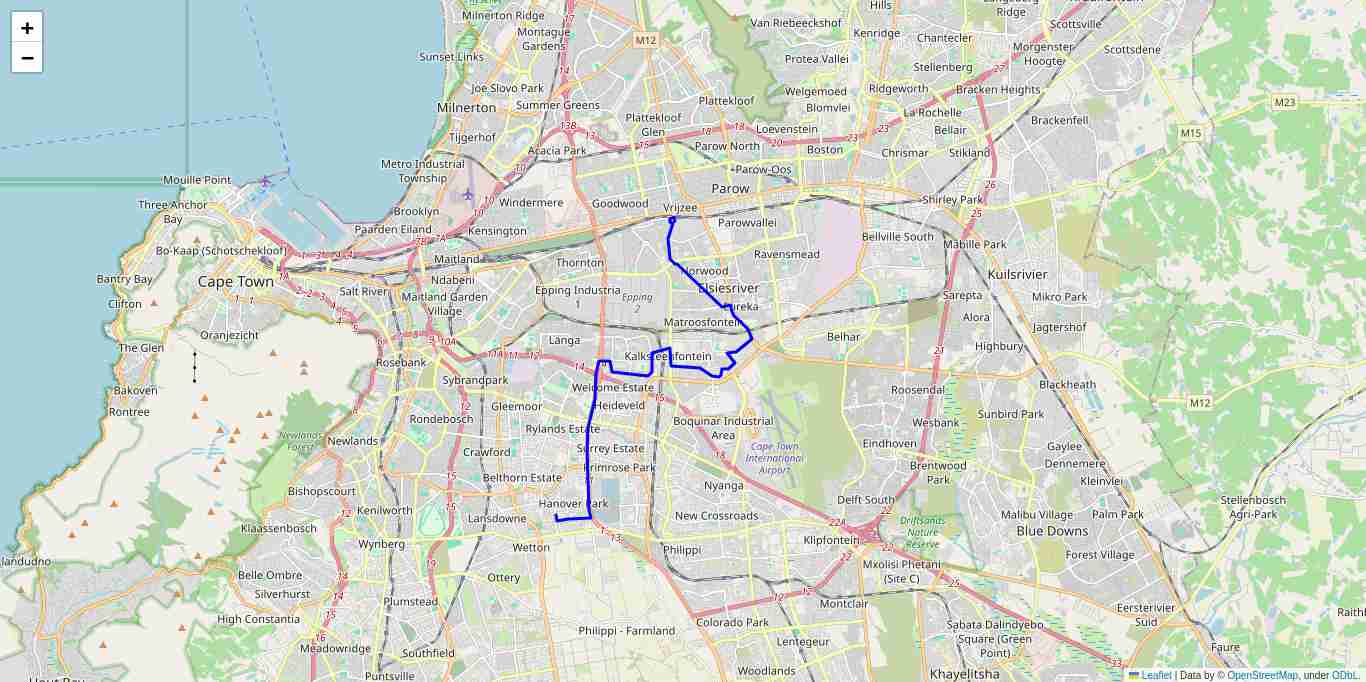 +
−
Milnerton Ridge
Montague
Gardens
M12
Van Riebeeckshof
Hills
Kenridge
Chantecler
Ridge
Scottsville
Morgenster
Hoogte
Scottsdene
Sunset Links
Protea Vallei
Stellenberg
Joe Slovo Park
Welgemoed
Ridgeworth
Bracken Heights
M23
Milnerton
Summer Greens
Plattekloof
Blomvlei
La Rochelle
Brackenfell
Plattekloof
Glen
Loevenstein
Bellair
M15
Tijgerhof
Acacia Park
Parow North
Boston
Chrismar
Stikland
Metro Industrial
Township
Parow-Oos
Mouille Point
Parow
Three Anchor
Bay
Brooklyn
Windermere
Goodwood
Vrijzee
Shirley Park
Paarden Eiland
Kensington
Parowvallei
Bellville South
Mabille Park
Bo-Kaap (Schotschekloof)
Maitland
Thornton
Norwood
Ravensmead
Kuilsrivier
Bantry Bay
Cape Town
Ndabeni
Epping Industria
1
Epping
2
Elsiesriver
Clifton
Salt River
Maitland Garden
Village
Eureka
Sarepta
Mikro Park
Oranjezicht
Matroosfontein
Alora
Jagtershof
The Glen
Langa
Belhar
Highbury
Rosebank
Kalksteenfontein
Bakoven
Sybrandpark
Welcome Estate
Roosendal
Blackheath
M12
Rontree
Gleemoor
Heideveld
Rondebosch
Boquinar Industrial
Area
Sunbird Park
Wesbank
Newlands
Forest
Newlands
Rylands Estate
Crawford
Surrey Estate
Cape Town
International
Airport
Eindhoven
Gaylee
Dennemere
Primrose Park
Brentwood
Park
Kleinvlei
Bishopscourt
Belthorn Estate
Nyanga
Kenilworth
Hanover Park
Delft South
Stellenbosch
Agri-Park
Klaassenbosch
Lansdowne
New Crossroads
Malibu Village
Palm Park
Driftsands
Nature
Reserve
Blue Downs
Wynberg
Wetton
Philippi
Klipfontein
Forest Village
Mxolisi Phetani
(Site C)
Belle Ombre
Ottery
Silverhurst
Plumstead
Montclair
Eersterivier
Suid
High Constantia
Colorado Park
Sabata Dalindyebo
Square (Green
Point)
Philippi - Farmland
Meadowridge
Southfield
Lentegeur
Faure
Woodlands
Khayelitsha
Puntsville
Leaflet | Data by © OpenStreetMap, under ODbL.